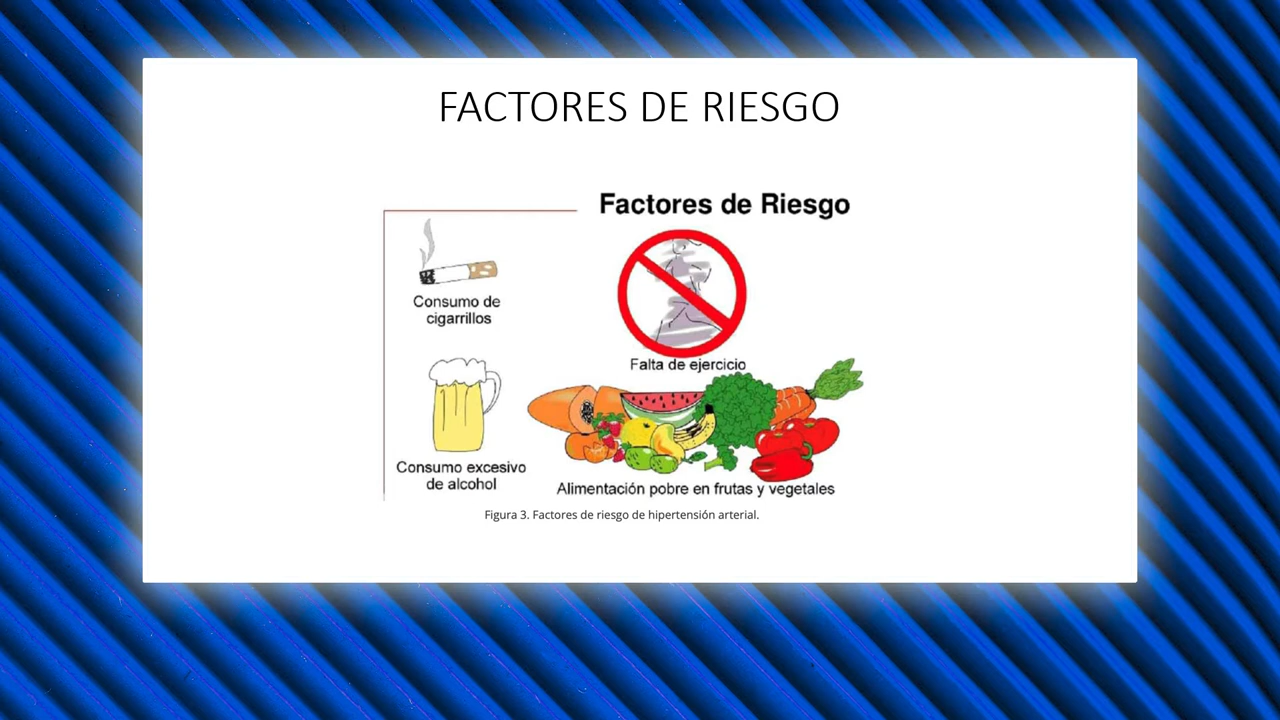 FACTORES DE RIESGO
Factores de Riesgo
Consumo de
cigarrillos
Falta de ejercicio
Consumo excesivo
de alcohol
Alimentación pobre en frutas y vegetales
Figura 3. Factores de riesgo de hipertensión arterial.